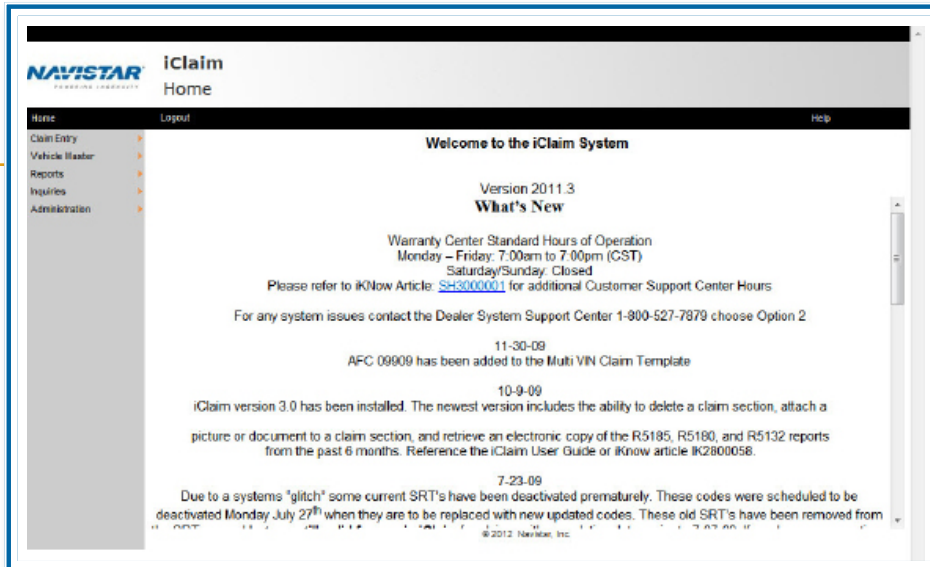 iClaim
NAVISTAR
Home
Home
Logout
Help
Claim Entry
Vehicle Master
Reports
Inquiries
Administration
Welcome to the iClaim System
Version 2011.3
What's New
Warranty Center Standard Hours of Operation
Monday – Friday: 7:00am to 7:00pm (CST)
Saturday/Sunday: Closed
Please refer to iKNow Article: SH3000001 for additional Customer Support Center Hours
For any system issues contact the Dealer System Support Center 1-800-527-7879 choose Option 2
11-30-09
AFC 09909 has been added to the Multi VIN Claim Template
10-9-09
iClaim version 3.0 has been installed. The newest version includes the ability to delete a claim section, attach a
picture or document to a claim section, and retrieve an electronic copy of the R5185, R5180, and R5132 reports
from the past 6 months. Reference the iClaim User Guide or iKnow article IK2800058.
7-23-09
Due to a systems "glitch" some current SRT's have been deactivated prematurely. These codes were scheduled to be
deactivated Monday July 27th when they are to be replaced with new updated codes. These old SRT's have been removed from
© 2012 Navistar, Inc.